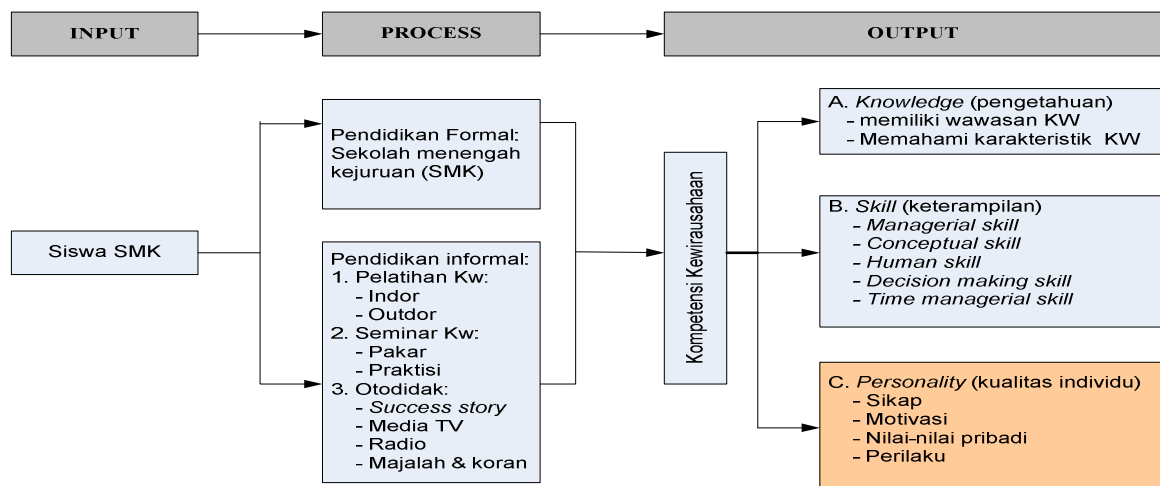 INPUT
PROCESS
OUTPUT
Siswa SMK
Pendidikan Formal:
Sekolah menengah
kejuruan (SMK)
Pendidikan informal:
1. Pelatihan Kw:
- Indor
- Outdor
2. Seminar Kw:
- Pakar
- Praktisi
3. Otodidak:
- Success story
- Media TV
- Radio
- Majalah & koran
Kompetensi Kewirausahaan
A. Knowledge (pengetahuan)
- memiliki wawasan KW
- Memahami karakteristik KW
B. Skill (keterampilan)
- Managerial skill
- Conceptual skill
- Human skill
- Decision making skill
- Time managerial skill
C. Personality (kualitas individu)
- Sikap
- Motivasi
- Nilai-nilai pribadi
- Perilaku